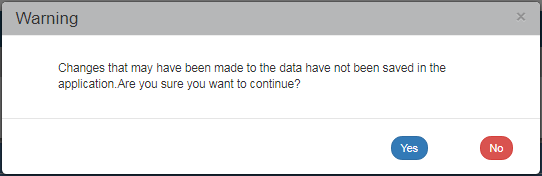 Warning
×
Changes that may have been made to the data have not been saved in the
application.Are you sure you want to continue?
Yes
No